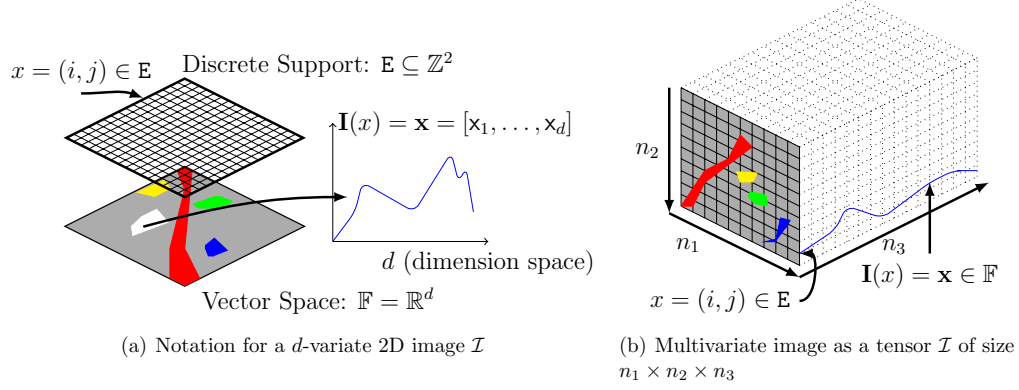 Discrete Support: E ⊆ ℤ²
x = (i, j) ∈ E
I(x) = x = [x₁, . . . , x_d]
d (dimension space)
Vector Space: 𝔽 = ℝᵈ
(a) Notation for a d-variate 2D image ℐ
n₂
n₁
n₃
I(x) = x ∈ 𝔽
x = (i, j) ∈ E
(b) Multivariate image as a tensor ℐ of size
n₁ × n₂ × n₃